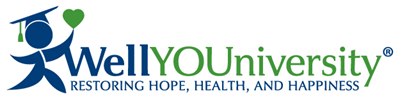 WellYOUniversity®
RESTORING HOPE, HEALTH, AND HAPPINESS